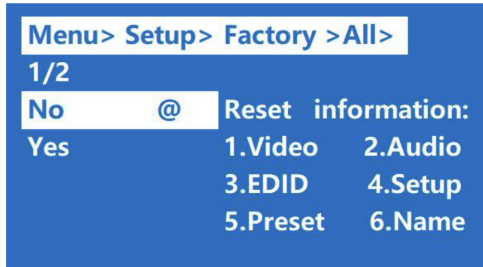 Menu> Setup> Factory >All>
1/2
No @ Reset information:
Yes 1.Video 2.Audio
3.EDID 4.Setup
5.Preset 6.Name